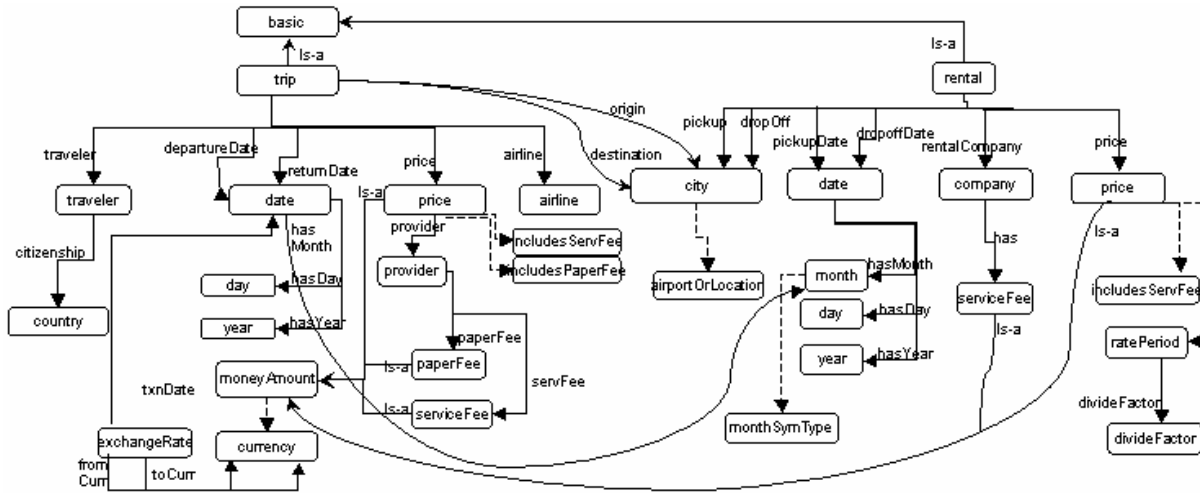 basic
Is-a
Is-a
trip
rental
origin
pickup
dropOff
pickupDate
dropoffDate
rentalCompany
price
traveler
departureDate
returnDate
price
airline
destination
Is-a
traveler
date
price
airline
city
date
company
price
citizenship
has
Month
provider
includesServFee
has
Is-a
provider
includesPaperFee
hasMonth
day
hasDay
airportOrLocation
month
serviceFee
includesServFee
country
year
hasYear
day
hasDay
Is-a
paperFee
ratePeriod
year
hasYear
moneyAmount
Is-a
paperFee
servFee
txnDate
Is-a
serviceFee
divideFactor
monthSymType
exchangeRate
currency
divideFactor
from
Curr
toCurr